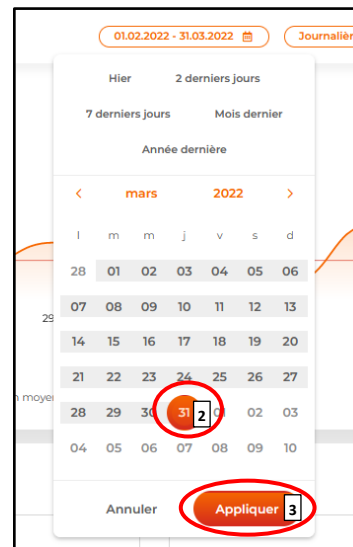 01.02.2022 - 31.03.2022 Journalièr
Hier 2 derniers jours
7 derniers jours Mois dernier
Année dernière
< mars 2022 >
l m m j v s d
28 01 02 03 04 05 06
29
07 08 09 10 11 12 13
14 15 16 17 18 19 20
21 22 23 24 25 26 27
n moye
28 29 30 31 2 01 02 03
04 05 06 07 08 09 10
Annuler Appliquer 3